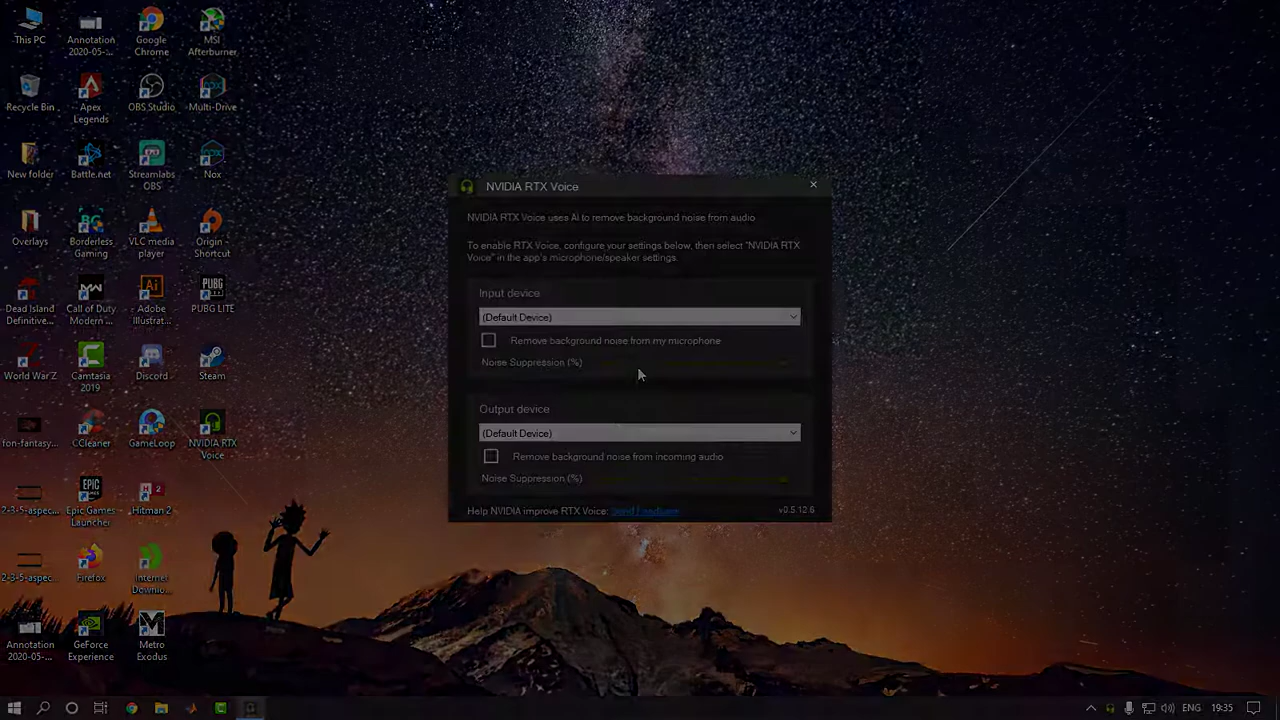 This PC
Annotation
2020-05-...
Google
Chrome
MSI
Afterburner
Recycle Bin
Apex
Legends
OBS Studio
Multi-Drive
New folder
Battle.net
Streamlabs
OBS
Nox
Overlays
Borderless
Gaming
VLC media
player
Origin -
Shortcut
Dead Island
Definitive...
Call of Duty
Modern ...
Adobe
Illustrat...
PUBG LITE
World War Z
Camtasia
2019
Discord
Steam
fon-fantasy...
CCleaner
GameLoop
NVIDIA RTX
Voice
2-3-5-aspec...
Epic Games
Launcher
Hitman 2
2-3-5-aspec...
Firefox
Internet
Downlo...
Annotation
2020-05-...
GeForce
Experience
Metro
Exodus
NVIDIA RTX Voice
NVIDIA RTX Voice uses AI to remove background noise from audio
To enable RTX Voice, configure your settings below, then select "NVIDIA RTX
Voice" in the app's microphone/speaker settings.
Input device
(Default Device)
Remove background noise from my microphone
Noise Suppression (%)
Output device
(Default Device)
Remove background noise from incoming audio
Noise Suppression (%)
Help NVIDIA improve RTX Voice: Send Feedback
v0.5.12.6
ENG
19:35